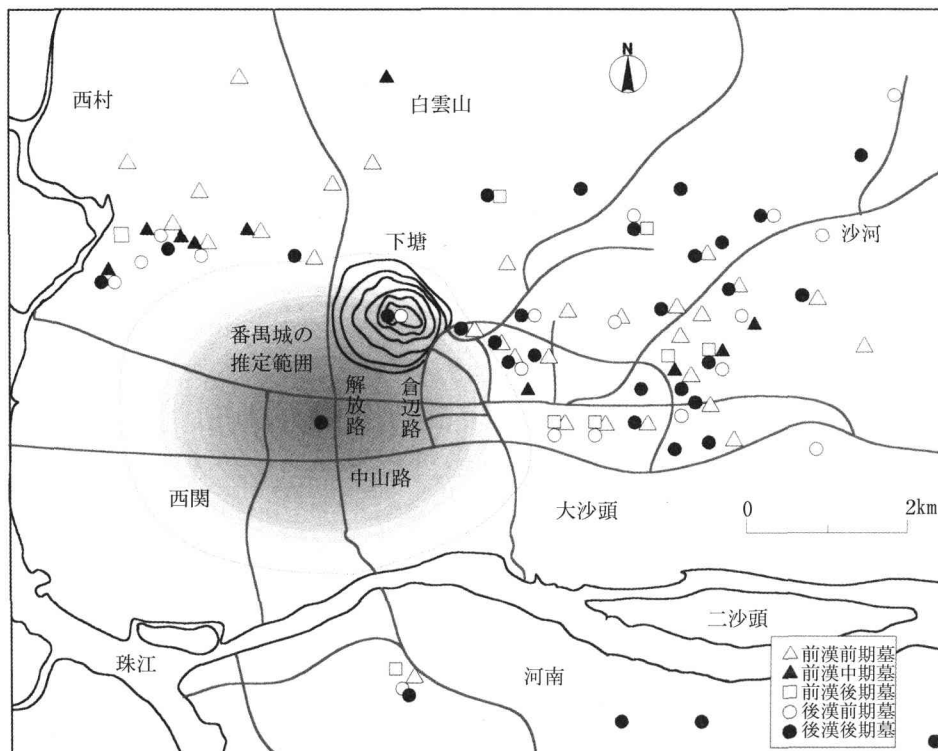 N
西村
白雲山
下塘
沙河
番禺城の
推定範囲
解放路
倉辺路
中山路
西関
大沙頭
0 2km
二沙頭
珠江
河南
△前漢前期墓
▲前漢中期墓
□前漢後期墓
○後漢前期墓
●後漢後期墓